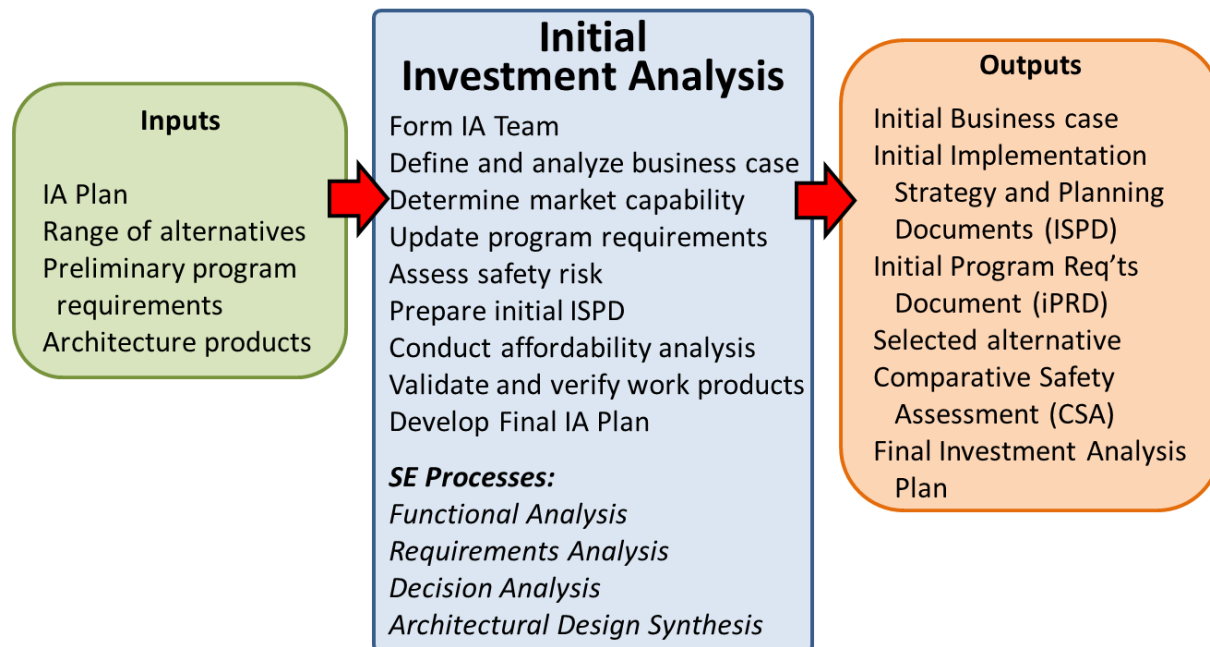 Inputs
IA Plan
Range of alternatives
Preliminary program
requirements
Architecture products
Initial
Investment Analysis
Form IA Team
Define and analyze business case
Determine market capability
Update program requirements
Assess safety risk
Prepare initial ISPD
Conduct affordability analysis
Validate and verify work products
Develop Final IA Plan
SE Processes:
Functional Analysis
Requirements Analysis
Decision Analysis
Architectural Design Synthesis
Outputs
Initial Business case
Initial Implementation
Strategy and Planning
Documents (ISPD)
Initial Program Req’ts
Document (iPRD)
Selected alternative
Comparative Safety
Assessment (CSA)
Final Investment Analysis
Plan